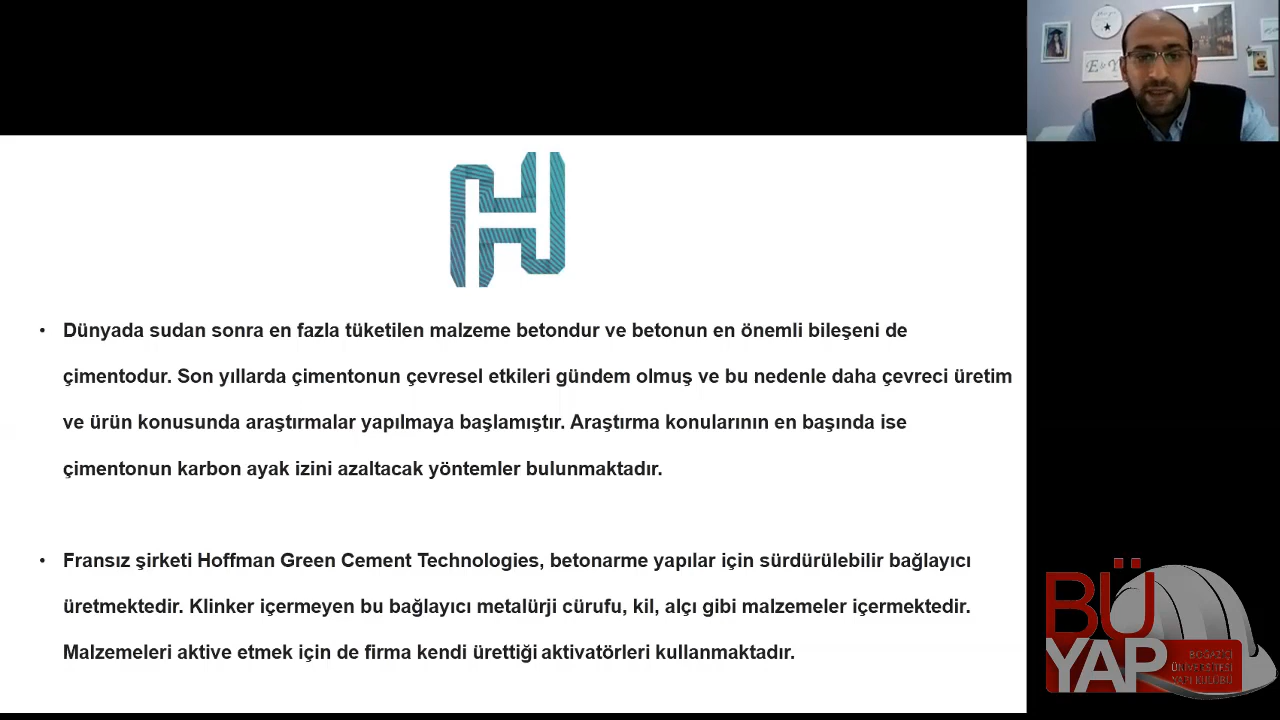 • Dünyada sudan sonra en fazla tüketilen malzeme betondur ve betonun en önemli bileşeni de
çimentodur. Son yıllarda çimentonun çevresel etkileri gündem olmuş ve bu nedenle daha çevreci üretim
ve ürün konusunda araştırmalar yapılmaya başlamıştır. Araştırma konularının en başında ise
çimentonun karbon ayak izini azaltacak yöntemler bulunmaktadır.
• Fransız şirketi Hoffman Green Cement Technologies, betonarme yapılar için sürdürülebilir bağlayıcı
üretmektedir. Klinker içermeyen bu bağlayıcı metalürji cürufu, kil, alçı gibi malzemeler içermektedir.
Malzemeleri aktive etmek için de firma kendi ürettiği aktivatörleri kullanmaktadır.
BÜ
YAP
BOĞAZİÇİ
ÜNİVERSİTESİ
YAPI KULÜBÜ